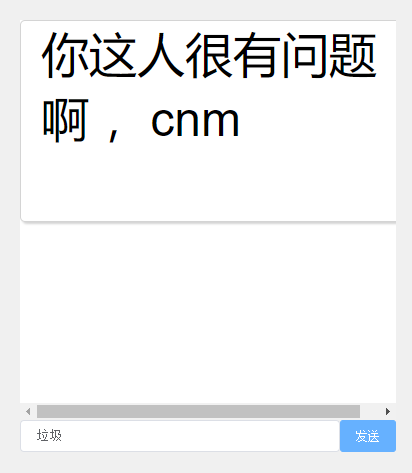 你这人很有问题
啊，cnm
垃圾
发送